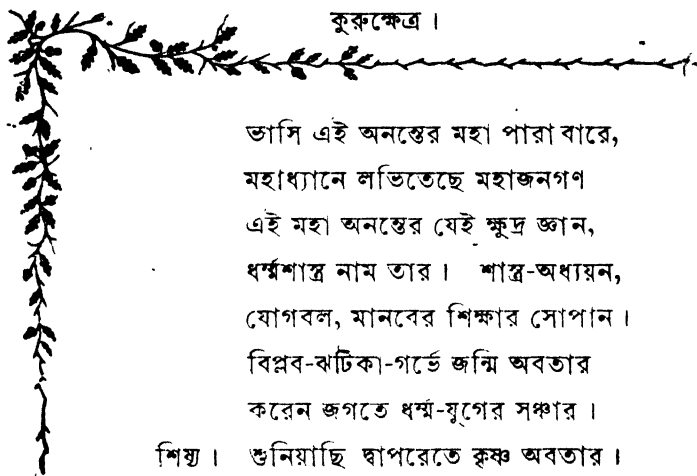 কুরুক্ষেত্র ।
ভাসি এই অনন্তের মহা পারাবারে,
মহাধ্যানে লভিতেছে মহাজনগণ
এই মহা অনন্তের যেই ক্ষুদ্র জ্ঞান,
ধর্ম্মশাস্ত্র নাম তার । শাস্ত্র-অধ্যয়ন,
যোগবল, মানবের শিক্ষার সোপান ।
বিপ্লব-ঝটিকা-গর্ভে জন্মি অবতার
করেন জগতে ধর্ম্ম-যুগের সঞ্চার ।
শিষ্য । শুনিয়াছি দ্বাপরেতে কৃষ্ণ অবতার ।